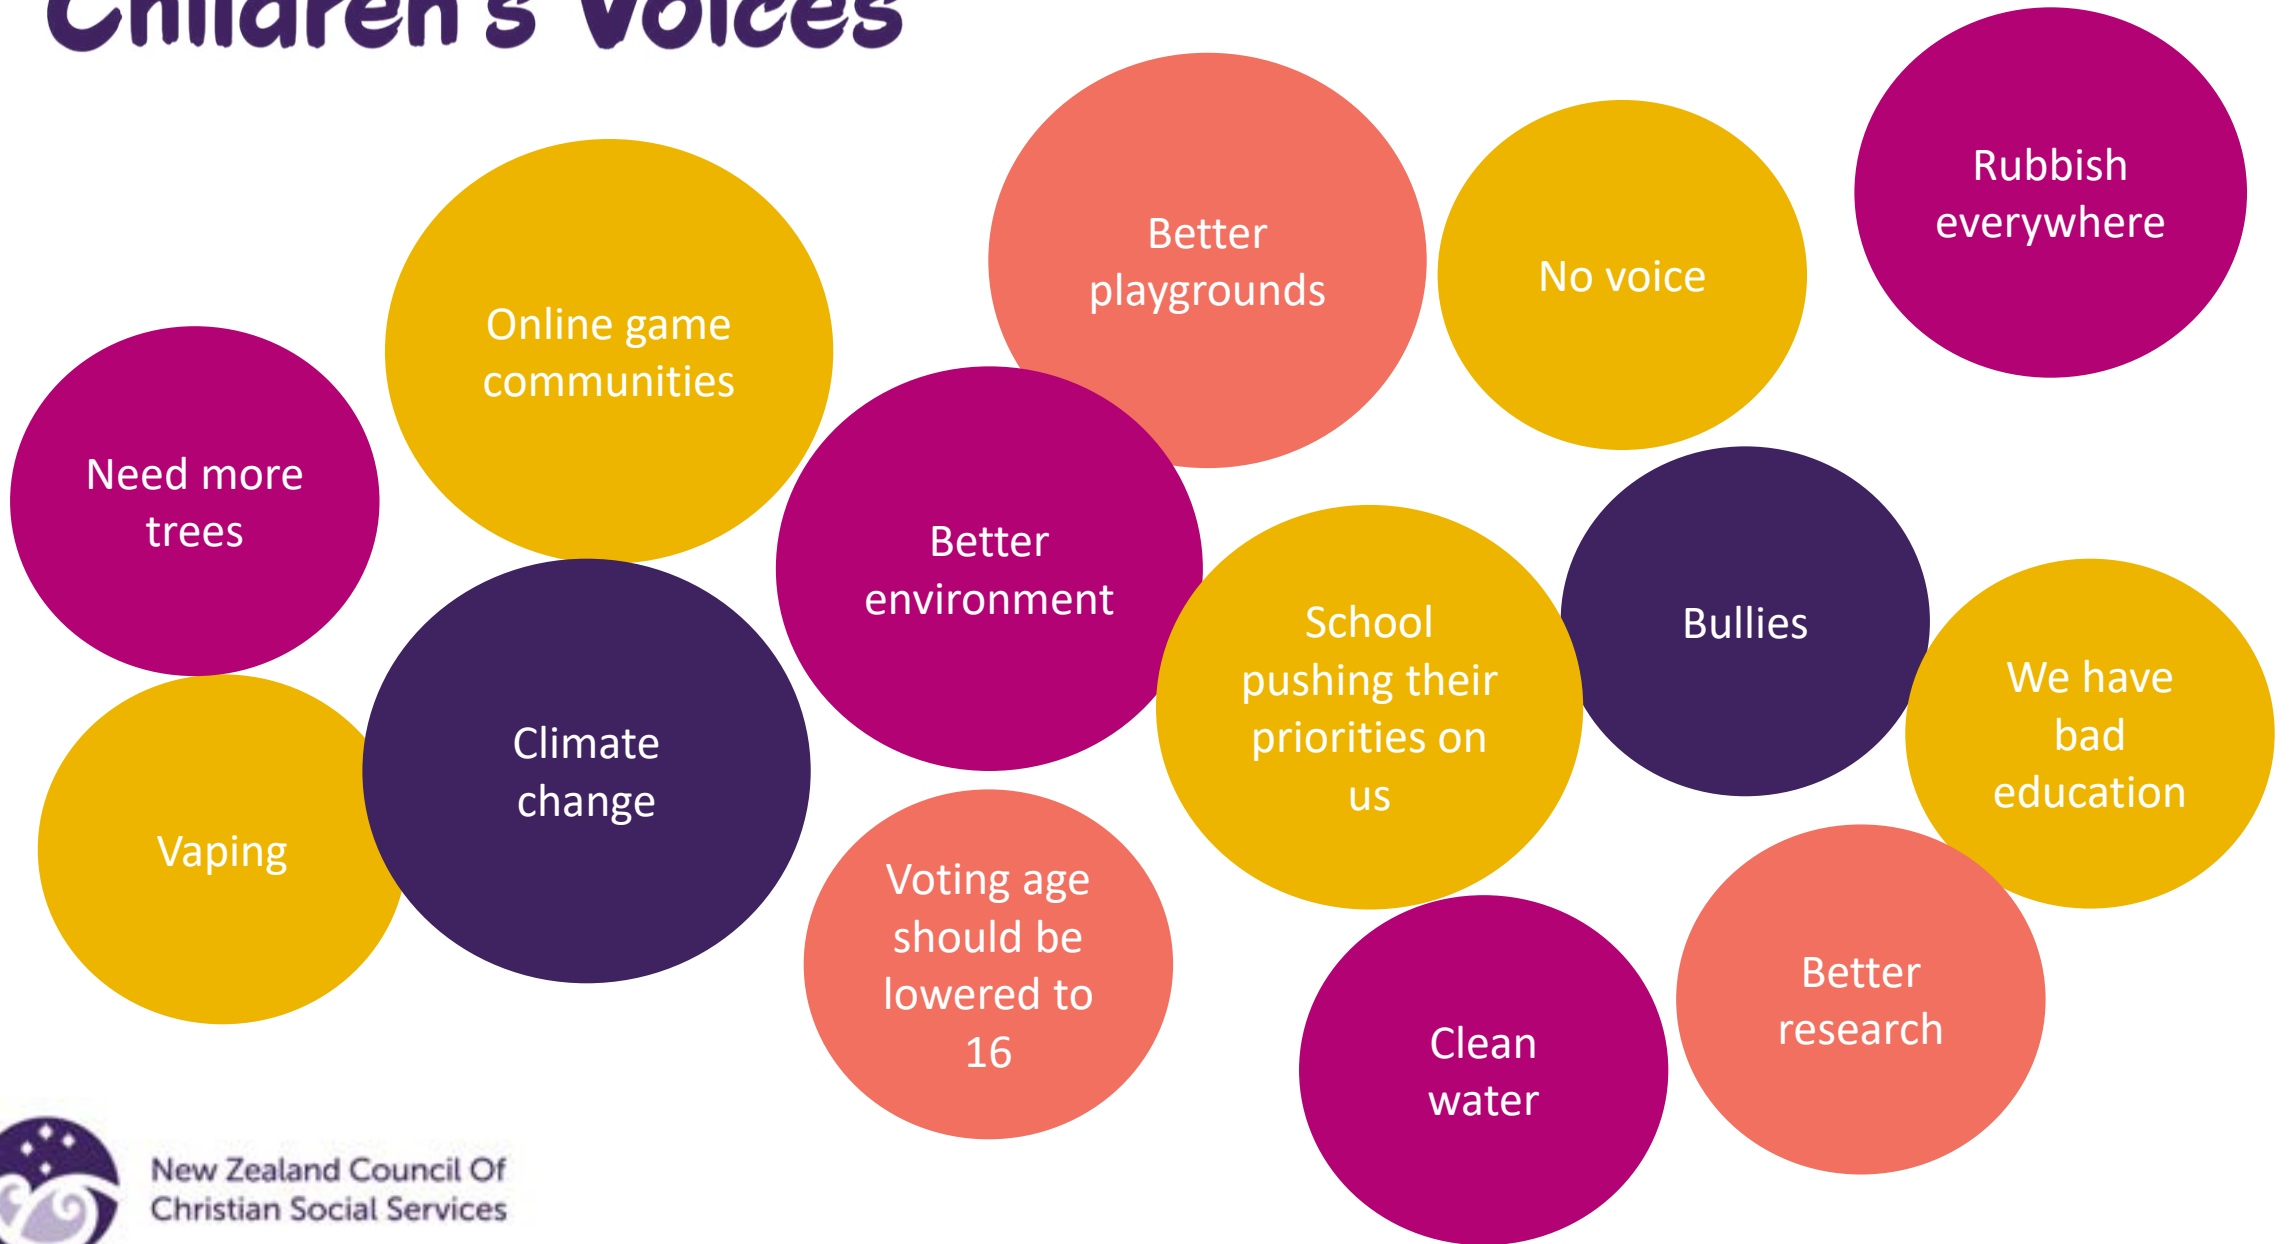 Children's Voices
Rubbish
everywhere
Better
playgrounds
No voice
Online game
communities
Need more
trees
Better
environment
School
pushing their
priorities on
us
Bullies
We have
bad
education
Climate
change
Vaping
Voting age
should be
lowered to
16
Clean
water
Better
research
New Zealand Council Of
Christian Social Services